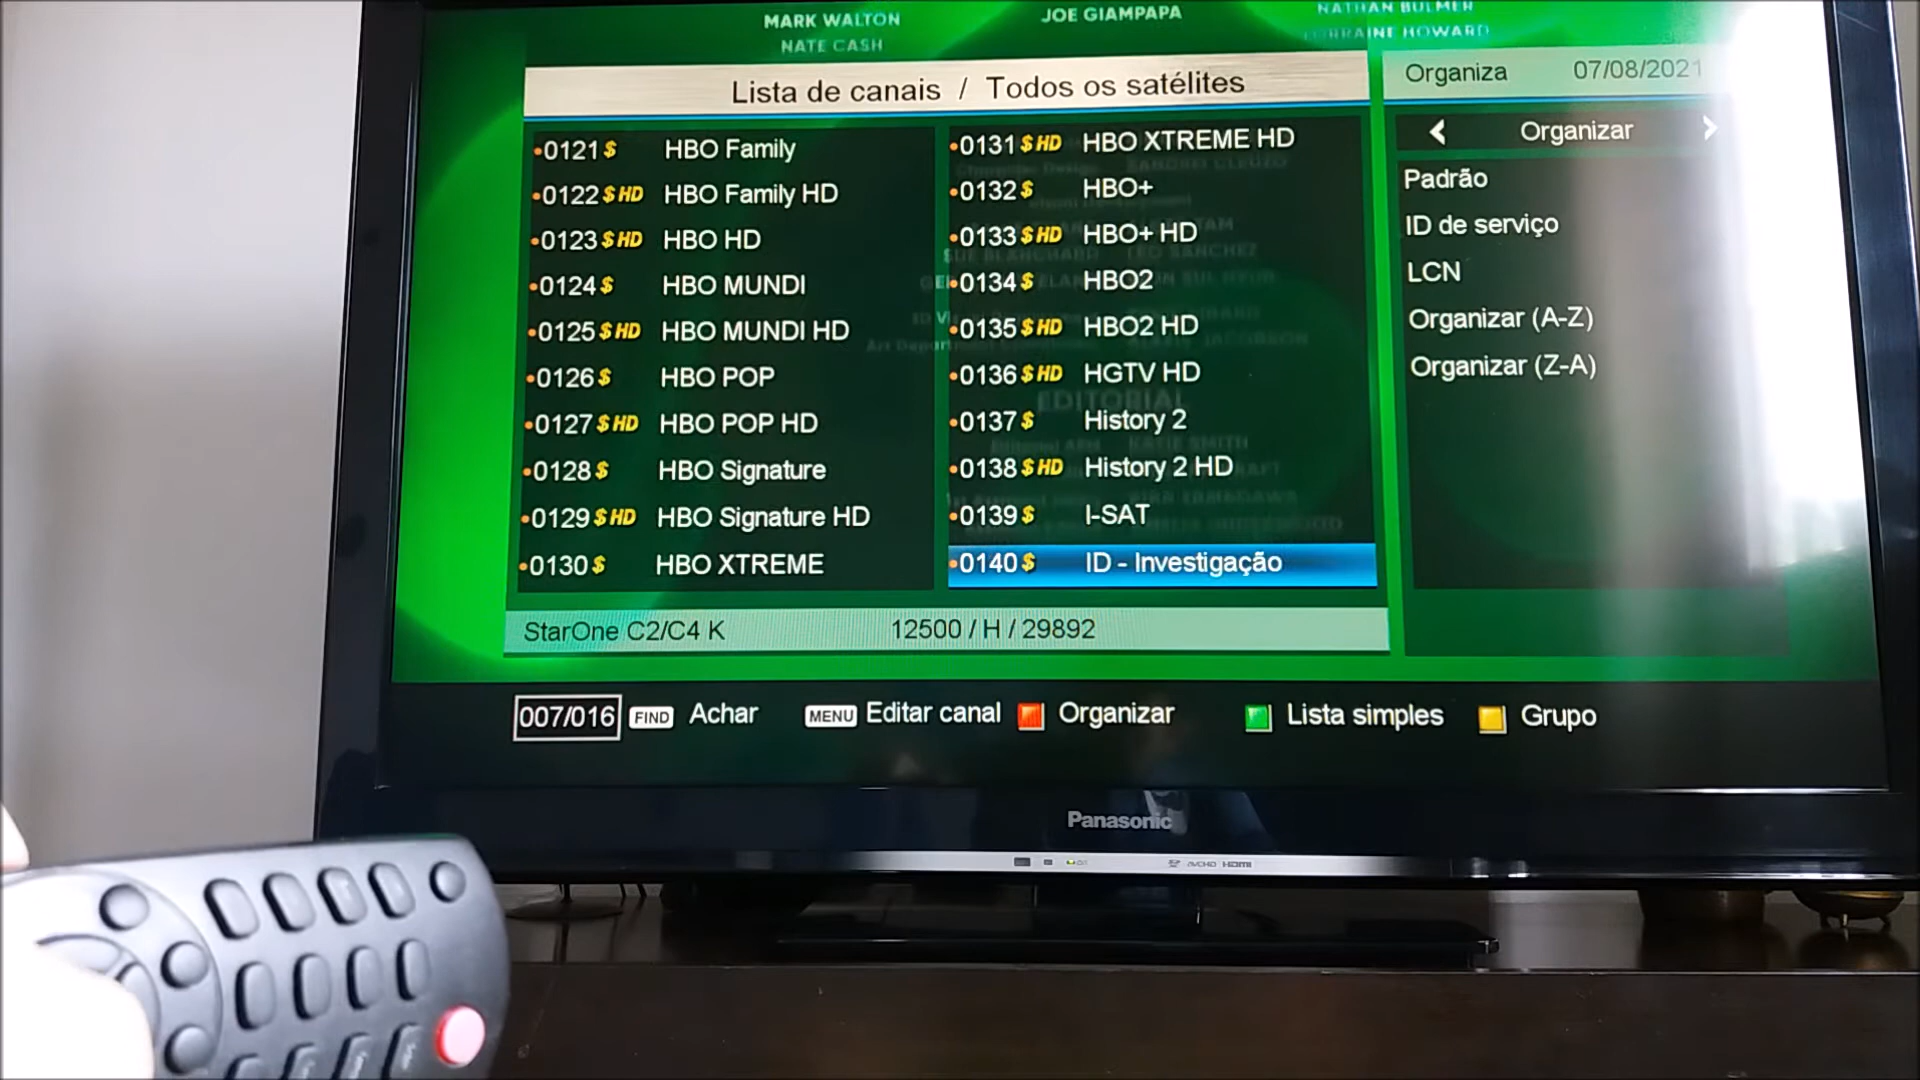 MARK WALTON
NATE CASH
JOE GIAMPAPA
NATHAN BULMER
LORRAINE HOWARD
Lista de canais / Todos os satélites
0121 $ HBO Family
0122 $ HD HBO Family HD
0123 $ HD HBO HD
0124 $ HBO MUNDI
0125 $ HD HBO MUNDI HD
0126 $ HBO POP
0127 $ HD HBO POP HD
0128 $ HBO Signature
0129 $ HD HBO Signature HD
0130 $ HBO XTREME
0131 $ HD HBO XTREME HD
0132 $ HBO+
0133 $ HD HBO+ HD
0134 $ HBO2
0135 $ HD HBO2 HD
0136 $ HD HGTV HD
EDITORIAL
0137 $ History 2
0138 $ HD History 2 HD
0139 $ I-SAT
0140 $ ID - Investigação
Organiza 07/08/2021
Organizar
Padrão
ID de serviço
LCN
Organizar (A-Z)
Organizar (Z-A)
StarOne C2/C4 K 12500 / H / 29892
007/016 FIND Achar MENU Editar canal Organizar Lista simples Grupo
Panasonic
AVCHD HDMI